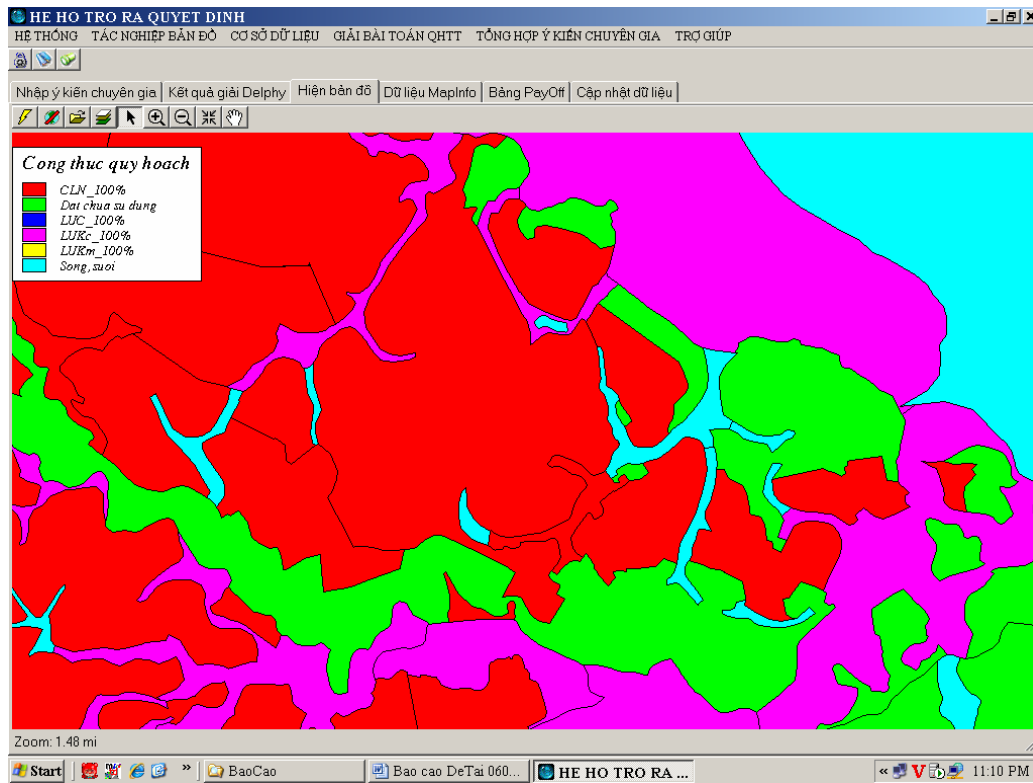 HE HO TRO RA QUYET DINH
HỆ THỐNG TÁC NGHIỆP BẢN ĐỒ CƠ SỞ DỮ LIỆU GIẢI BÀI TOÁN QHTT TỔNG HỢP Ý KIẾN CHUYÊN GIA TRỢ GIÚP
Nhập ý kiến chuyên gia Kết quả giải Delphy Hiện bản đồ Dữ liệu MapInfo Bảng PayOff Cập nhật dữ liệu
Cong thuc quy hoach
CLN_100%
Dat chua su dung
LUC_100%
LUKc_100%
LUKm_100%
Song, suoi
Zoom: 1.48 mi
Start » BaoCao Bao cao DeTai 060... HE HO TRO RA ... « V 11:10 PM